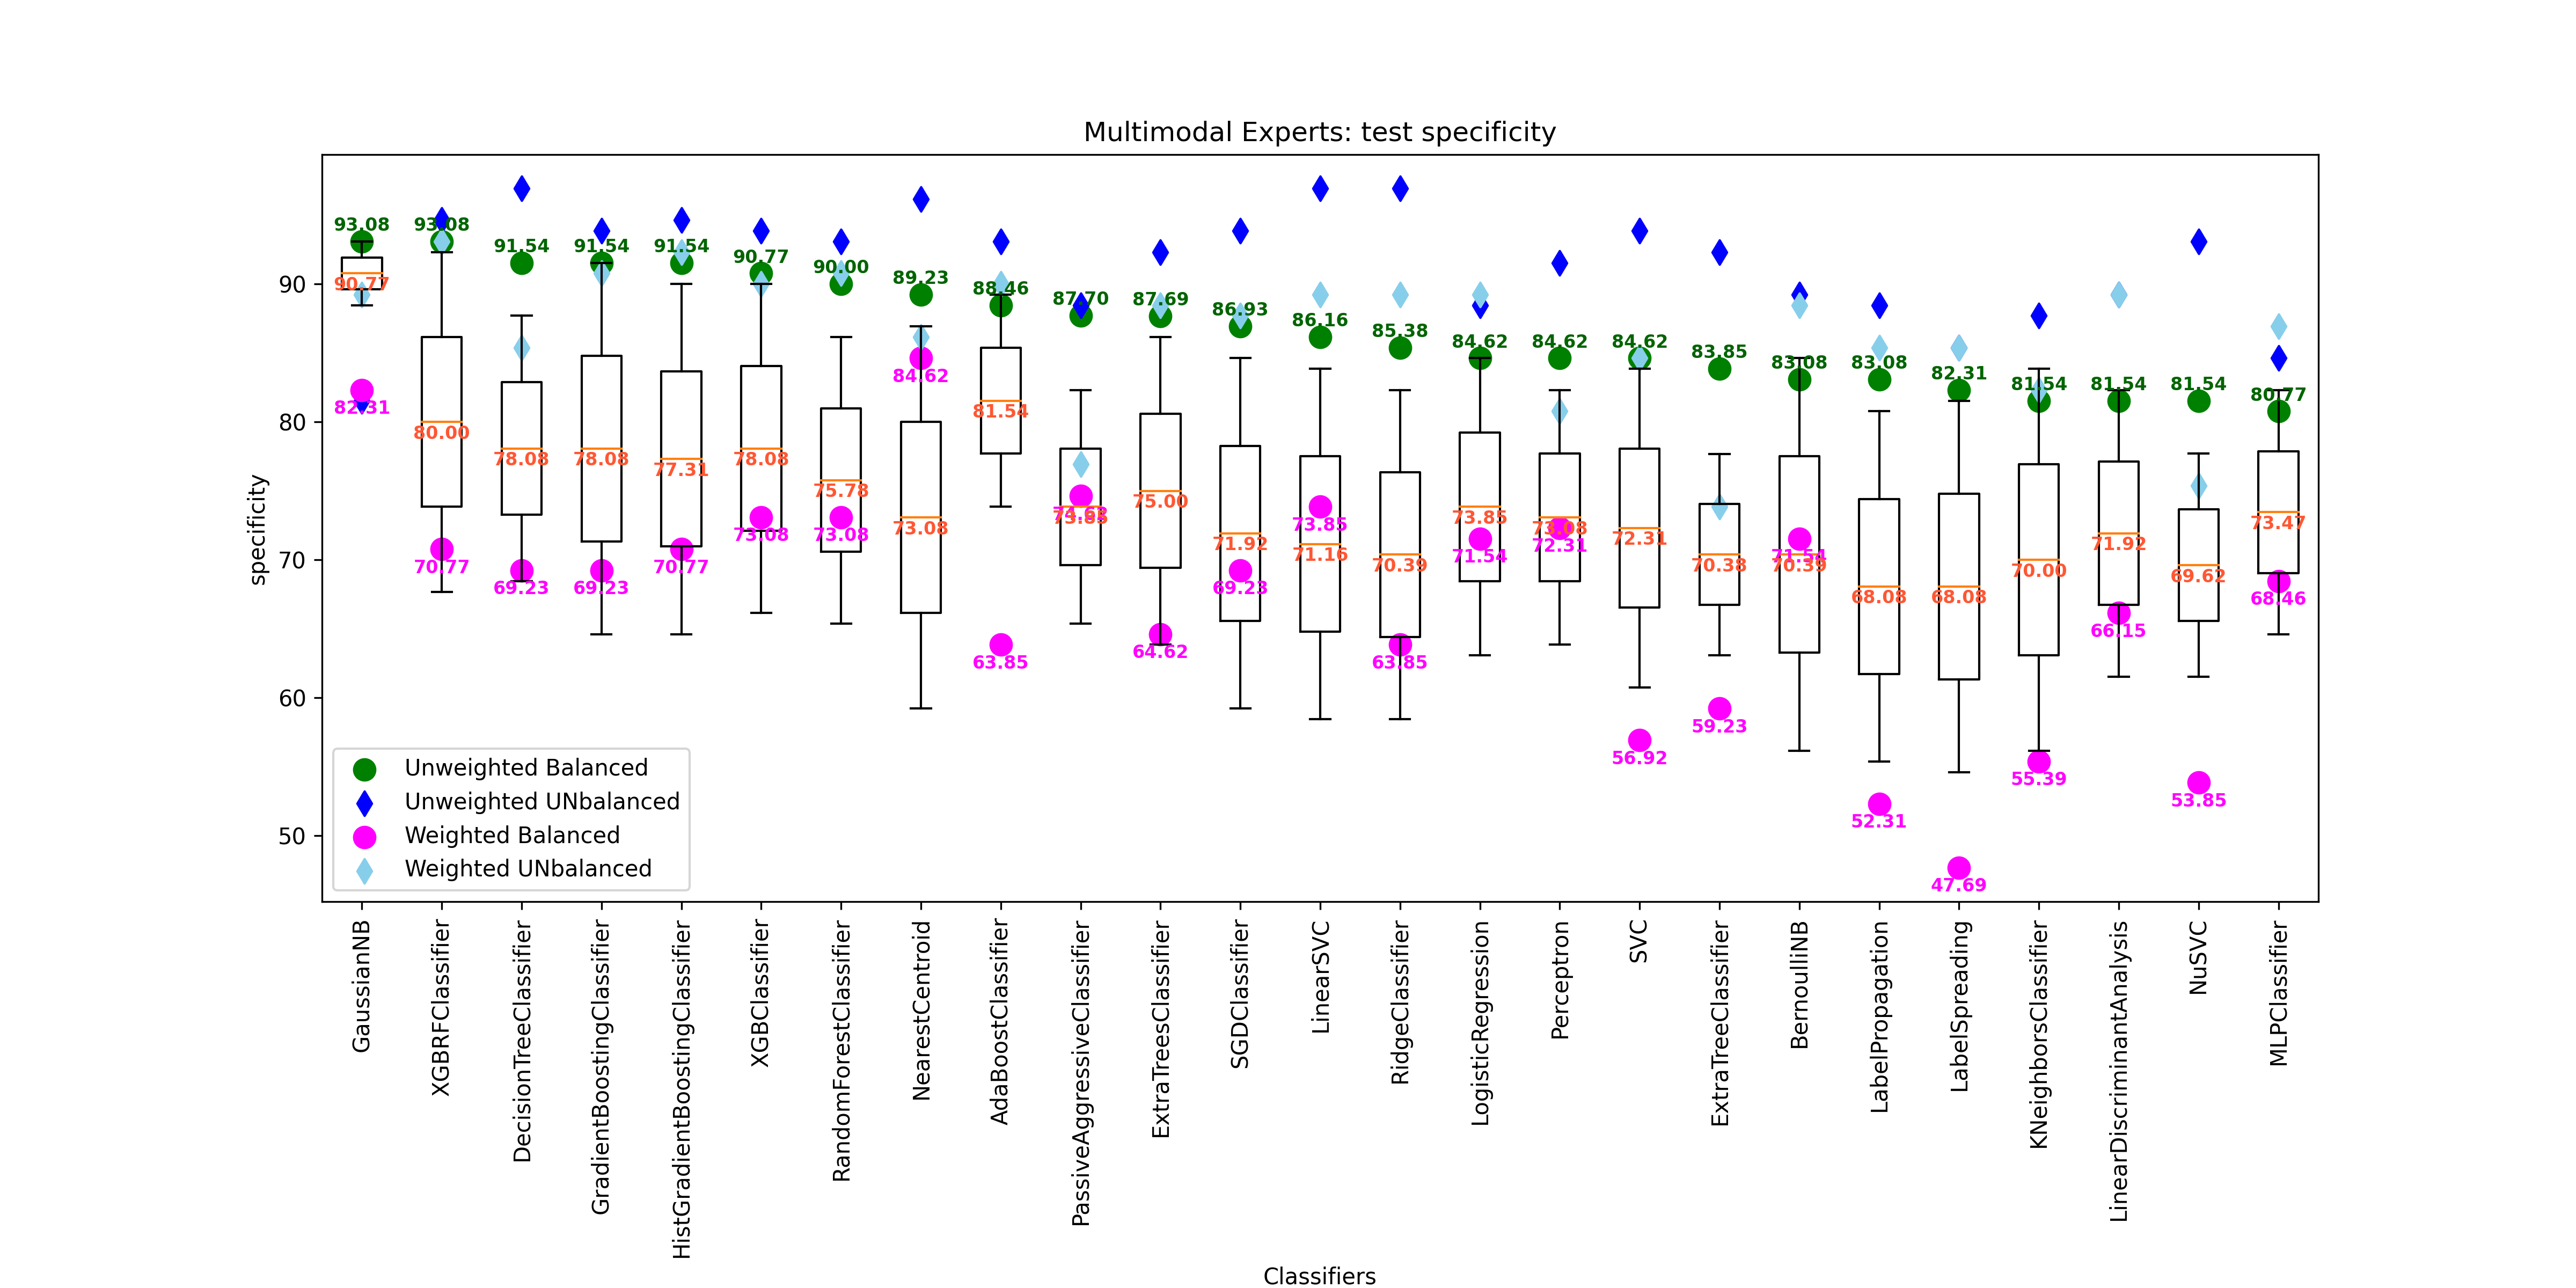 Multimodal Experts: test specificity
specificity
90
80
70
60
50
93.08 93.08 91.54 91.54 91.54 90.77 90.00 89.23 88.46 87.70 87.69 86.93 86.16 85.38 84.62 84.62 84.62 83.85 83.08 83.08 82.31 81.54 81.54 81.54 80.77
90.77 80.00 78.08 78.08 77.31 78.08 75.78 73.08 81.54 73.85 75.00 71.92 71.16 70.39 73.85 73.08 72.31 70.38 70.39 68.08 68.08 70.00 71.92 69.62 73.47
82.31 70.77 69.23 69.23 70.77 73.08 73.08 84.62 63.85 74.62 64.62 69.23 73.85 63.85 71.54 72.31 56.92 59.23 71.54 52.31 47.69 55.39 66.15 53.85 68.46
Unweighted Balanced
Unweighted UNbalanced
Weighted Balanced
Weighted UNbalanced
GaussianNB
XGBRFClassifier
DecisionTreeClassifier
GradientBoostingClassifier
HistGradientBoostingClassifier
XGBClassifier
RandomForestClassifier
NearestCentroid
AdaBoostClassifier
PassiveAggressiveClassifier
ExtraTreesClassifier
SGDClassifier
LinearSVC
RidgeClassifier
LogisticRegression
Perceptron
SVC
ExtraTreeClassifier
BernoulliNB
LabelPropagation
LabelSpreading
KNeighborsClassifier
LinearDiscriminantAnalysis
NuSVC
MLPClassifier
Classifiers